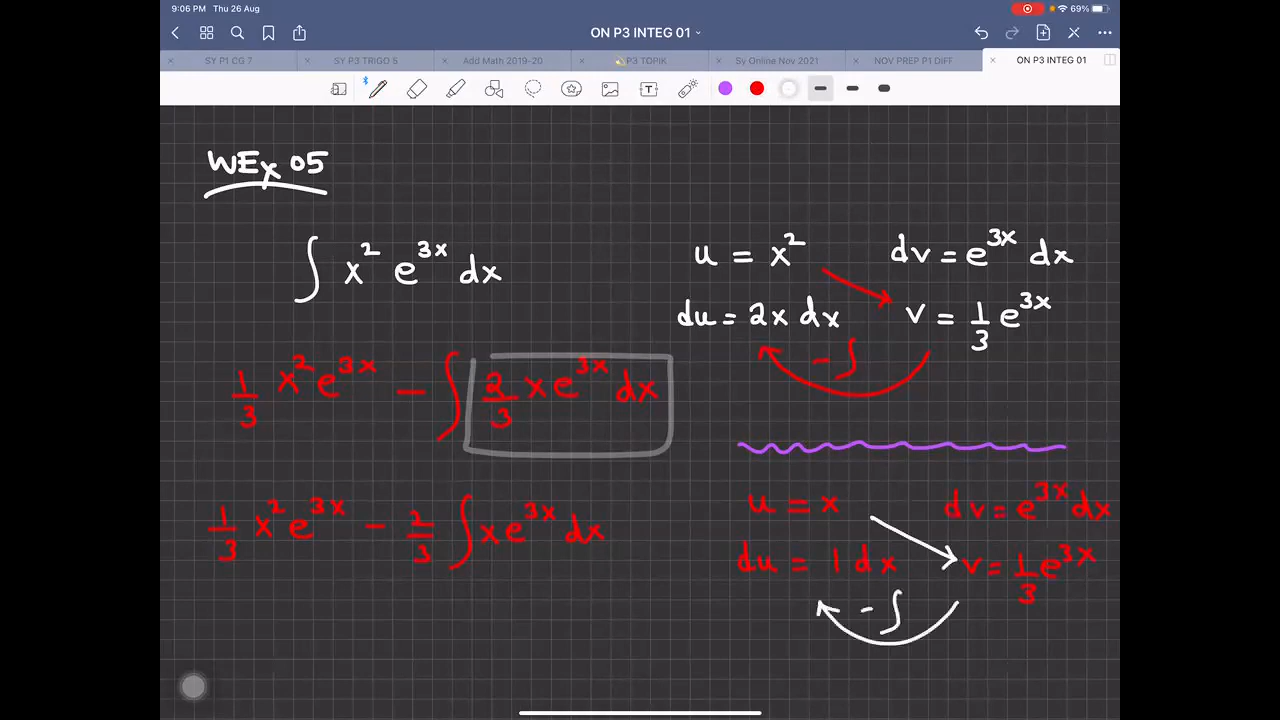 9:06 PM Thu 26 Aug
69%
ON P3 INTEG 01
SY P1 CG 7
SY P3 TRIGO 5
Add Math 2019-20
P3 TOPIK
Sy Online Nov 2021
NOV PREP P1 DIFF
ON P3 INTEG 01
WEx 05
∫ x² e^{3x} dx
u = x² dv = e^{3x} dx
du = 2x dx v = 1/3 e^{3x}
− ∫
1/3 x² e^{3x} − ∫ 2/3 x e^{3x} dx
u = x dv = e^{3x} dx
1/3 x² e^{3x} − 2/3 ∫ x e^{3x} dx
du = 1 dx v = 1/3 e^{3x}
− ∫